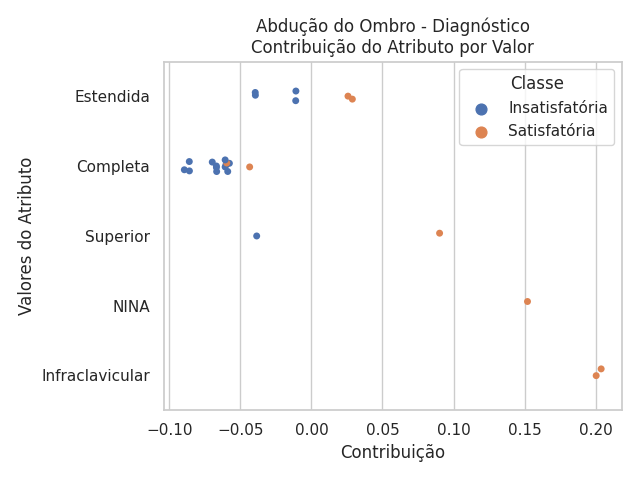 Abdução do Ombro - Diagnóstico
Contribuição do Atributo por Valor
Classe
Insatisfatória
Satisfatória
Valores do Atributo
Estendida
Completa
Superior
NINA
Infraclavicular
−0.10 −0.05 0.00 0.05 0.10 0.15 0.20
Contribuição